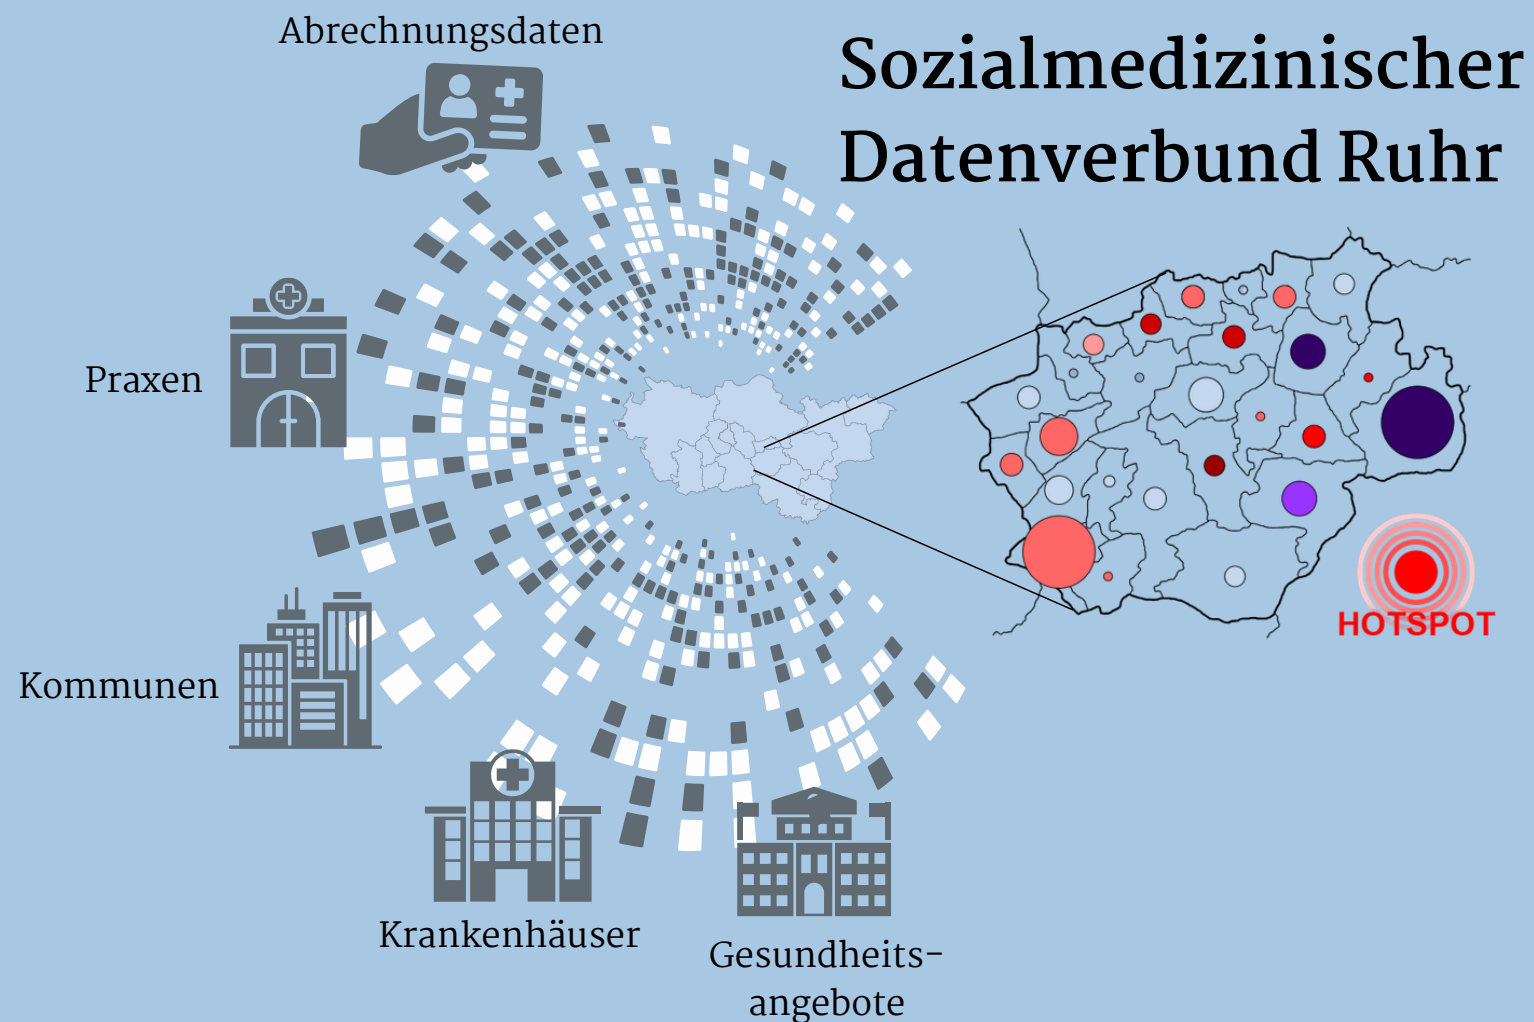 Abrechnungsdaten
Sozialmedizinischer
Datenverbund Ruhr
Praxen
HOTSPOT
Kommunen
Krankenhäuser
Gesundheits-
angebote